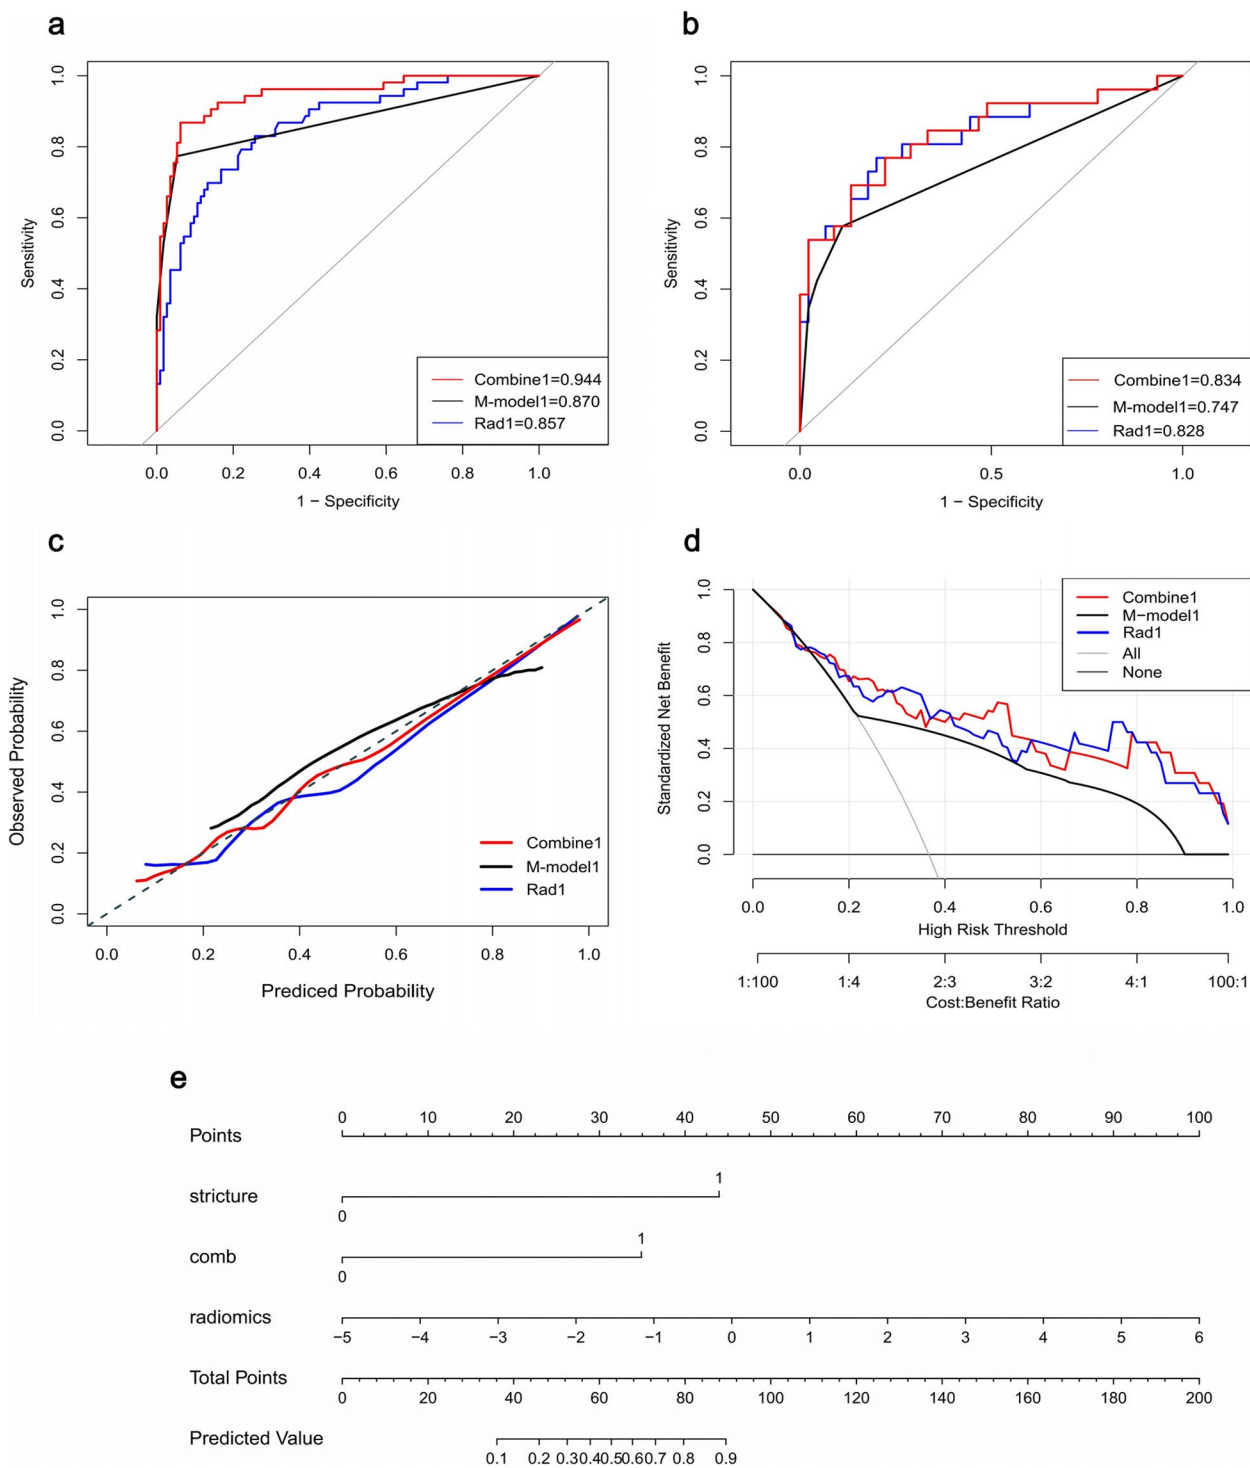 a
1.0
0.8
0.6
0.4
0.2
0.0
Sensitivity
Combine1=0.944
M-model1=0.870
Rad1=0.857
0.0 0.2 0.4 0.6 0.8 1.0
1 − Specificity
b
1.0
0.8
0.6
0.4
0.2
0.0
Sensitivity
Combine1=0.834
M-model1=0.747
Rad1=0.828
0.0 0.5 1.0
1 − Specificity
c
1.0
0.8
0.6
0.4
0.2
0.0
Observed Probability
Combine1
M-model1
Rad1
0.0 0.2 0.4 0.6 0.8 1.0
Prediced Probability
d
1.0
0.8
0.6
0.4
0.2
0.0
Standardized Net Benefit
Combine1
M−model1
Rad1
All
None
0.0 0.2 0.4 0.6 0.8 1.0
High Risk Threshold
1:100 1:4 2:3 3:2 4:1 100:1
Cost:Benefit Ratio
e
0 10 20 30 40 50 60 70 80 90 100
Points
1
stricture
0
1
comb
0
radiomics
−5 −4 −3 −2 −1 0 1 2 3 4 5 6
Total Points
0 20 40 60 80 100 120 140 160 180 200
Predicted Value
0.1 0.2 0.3 0.4 0.5 0.6 0.7 0.8 0.9